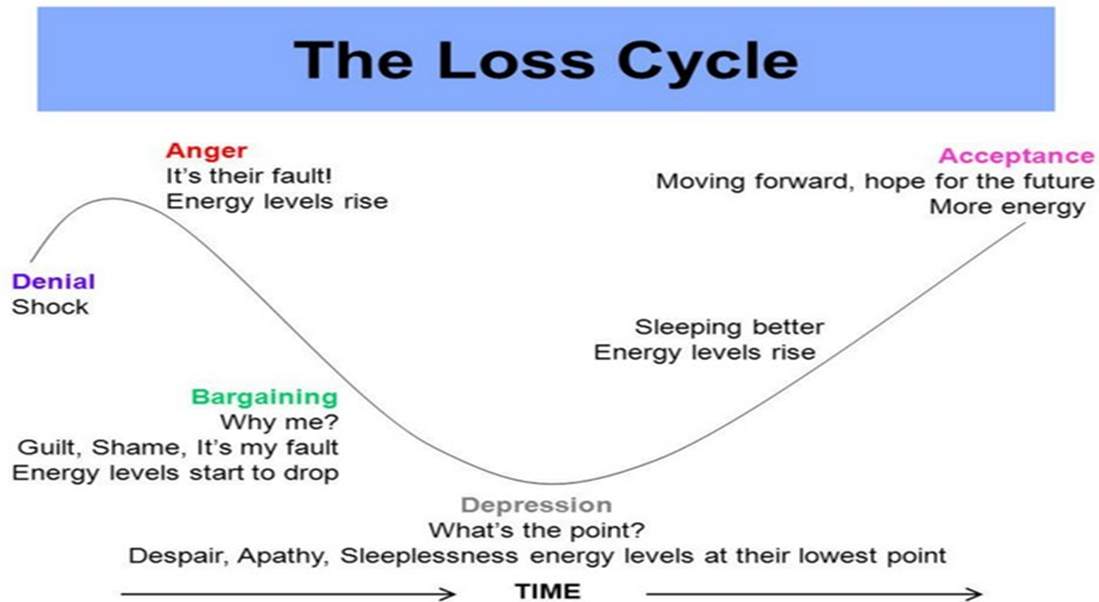 The Loss Cycle
Anger
It's their fault!
Energy levels rise
Acceptance
Moving forward, hope for the future
More energy
Denial
Shock
Sleeping better
Energy levels rise
Bargaining
Why me?
Guilt, Shame, It's my fault
Energy levels start to drop
Depression
What's the point?
Despair, Apathy, Sleeplessness energy levels at their lowest point
TIME